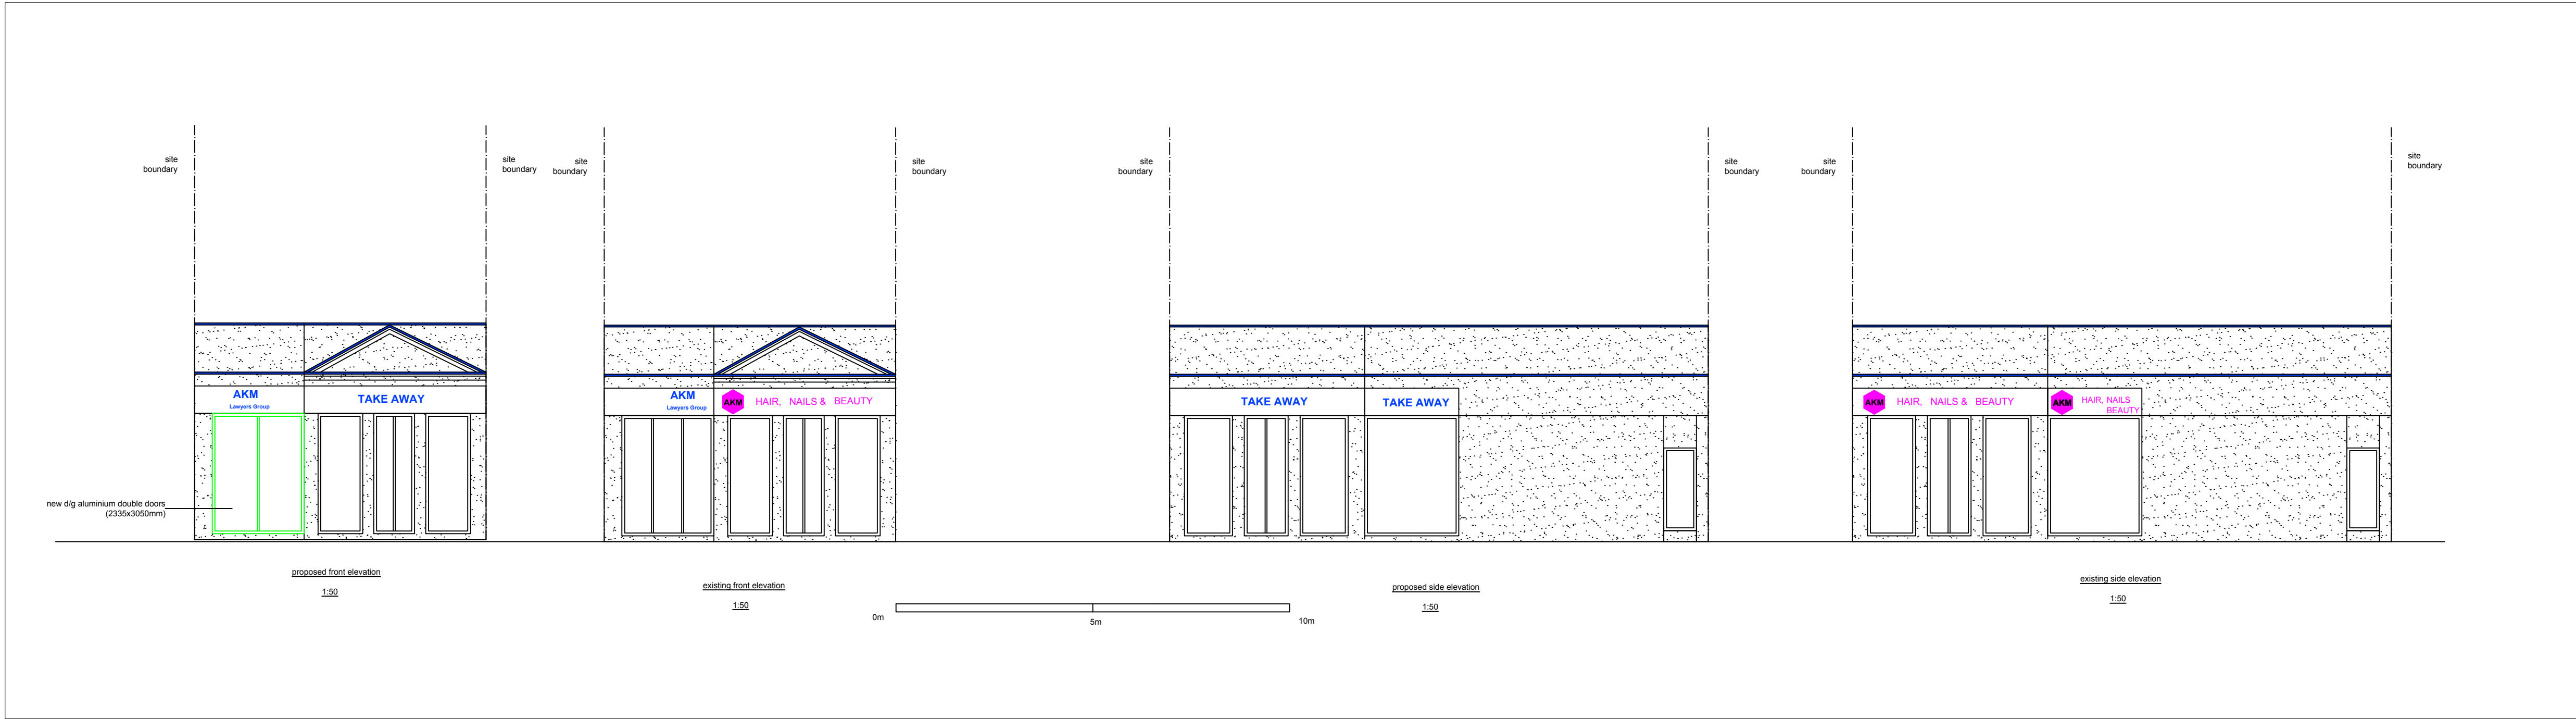 site
boundary
site
boundary
site
boundary
site
boundary
site
boundary
site
boundary
site
boundary
site
boundary
AKM
Lawyers Group
TAKE AWAY
AKM
Lawyers Group
AKM
HAIR, NAILS & BEAUTY
TAKE AWAY
TAKE AWAY
AKM
HAIR, NAILS & BEAUTY
AKM
HAIR, NAILS
BEAUTY
new d/g aluminium double doors
(2335x3050mm)
proposed front elevation
1:50
existing front elevation
1:50
0m
5m
10m
proposed side elevation
1:50
existing side elevation
1:50